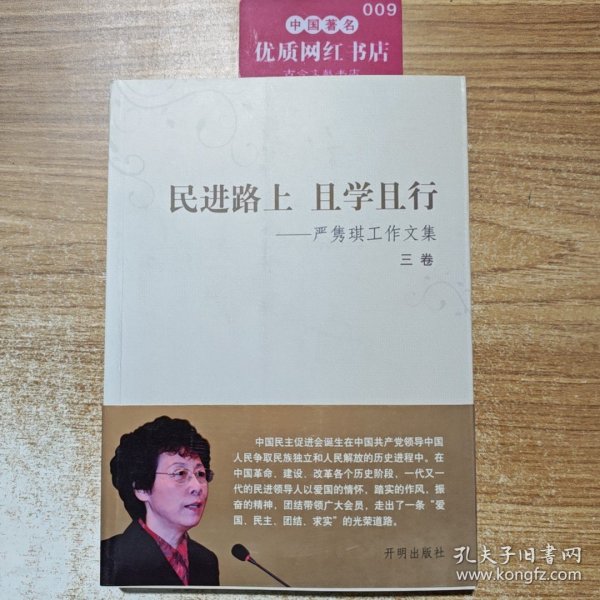 009
中国著名
优质网红书店
民进路上 且学且行
——严隽琪工作文集
三卷
中国民主促进会诞生在中国共产党领导中国
人民争取民族独立和人民解放的历史进程中。在
中国革命、建设、改革各个历史阶段，一代又一
代的民进领导人以爱国的情怀、踏实的作风、振
奋的精神，团结带领广大会员，走出了一条“爱
国、民主、团结、求实”的光荣道路。
开明出版社
孔夫子旧书网
www.kongfz.com